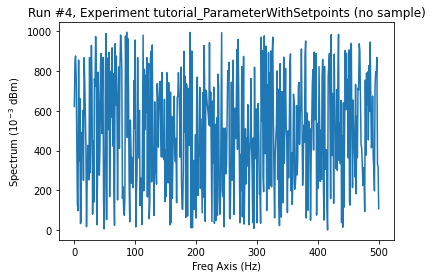 Run #4, Experiment tutorial_ParameterWithSetpoints (no sample)
1000
800
600
400
200
0
Spectrum (10⁻³ dBm)
0 100 200 300 400 500
Freq Axis (Hz)